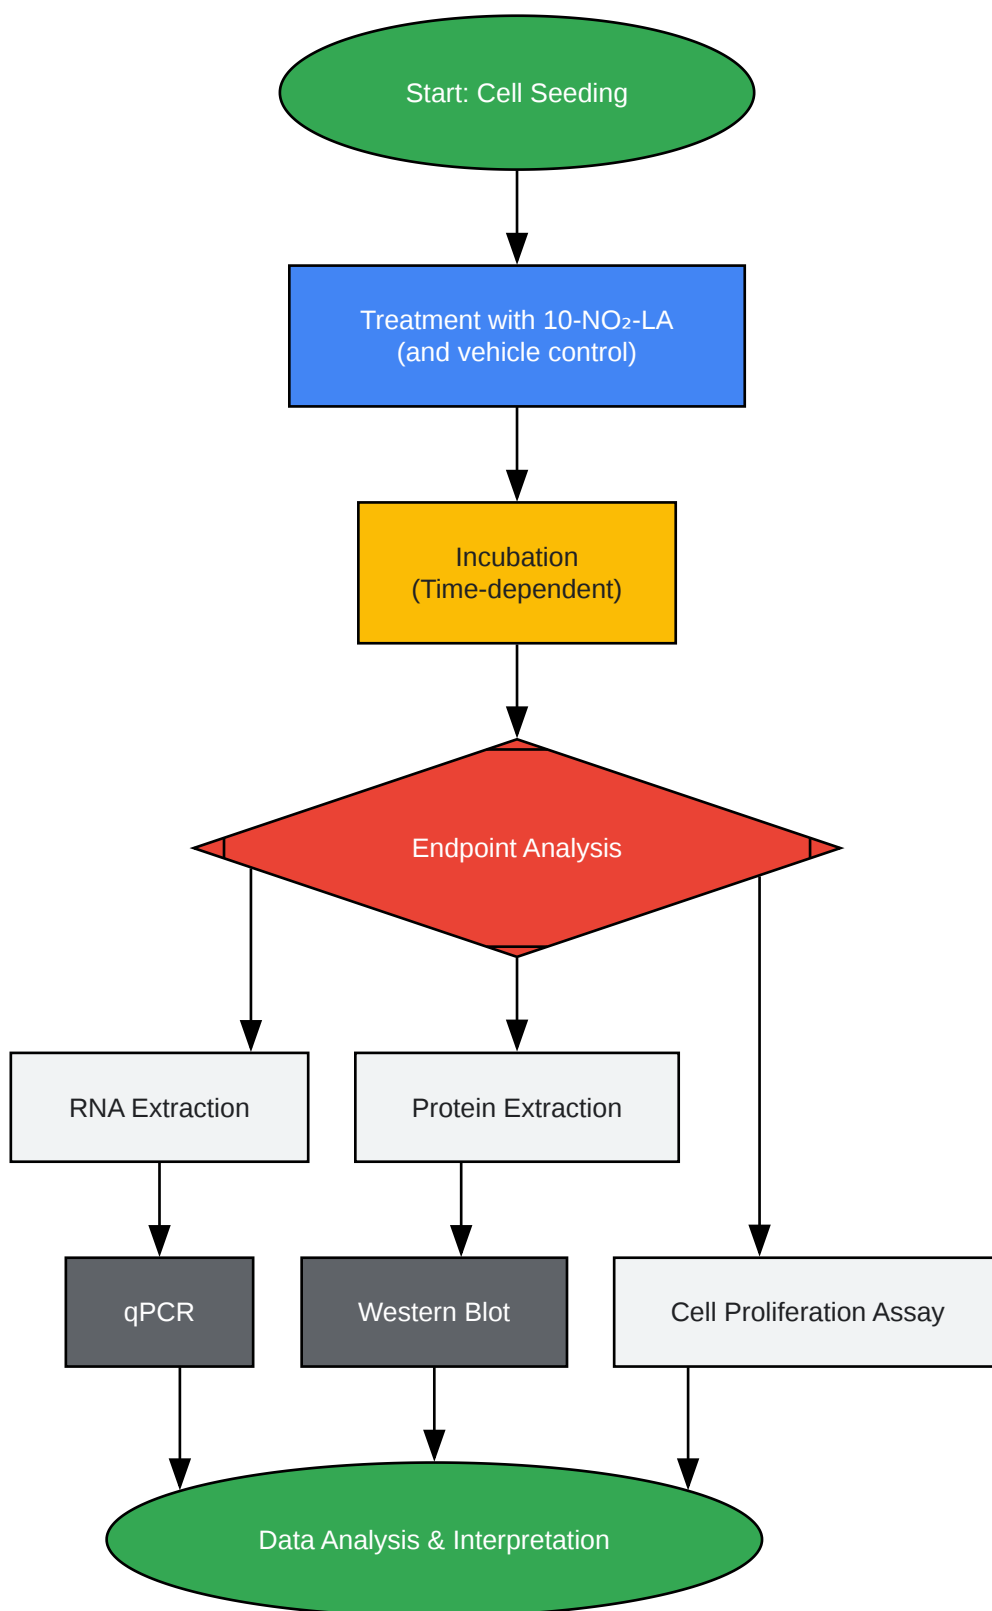 Start: Cell Seeding
Treatment with 10-NO₂-LA
(and vehicle control)
Incubation
(Time-dependent)
Endpoint Analysis
RNA Extraction
Protein Extraction
qPCR
Western Blot
Cell Proliferation Assay
Data Analysis & Interpretation